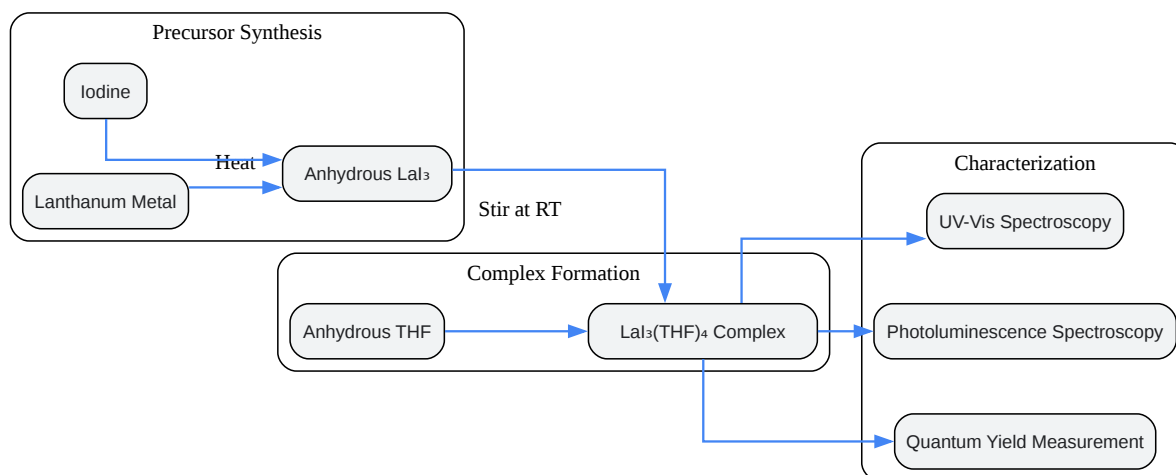 Precursor Synthesis
Iodine
Heat
Anhydrous LaI₃
Lanthanum Metal
Stir at RT
Complex Formation
Anhydrous THF
LaI₃(THF)₄ Complex
Characterization
UV-Vis Spectroscopy
Photoluminescence Spectroscopy
Quantum Yield Measurement